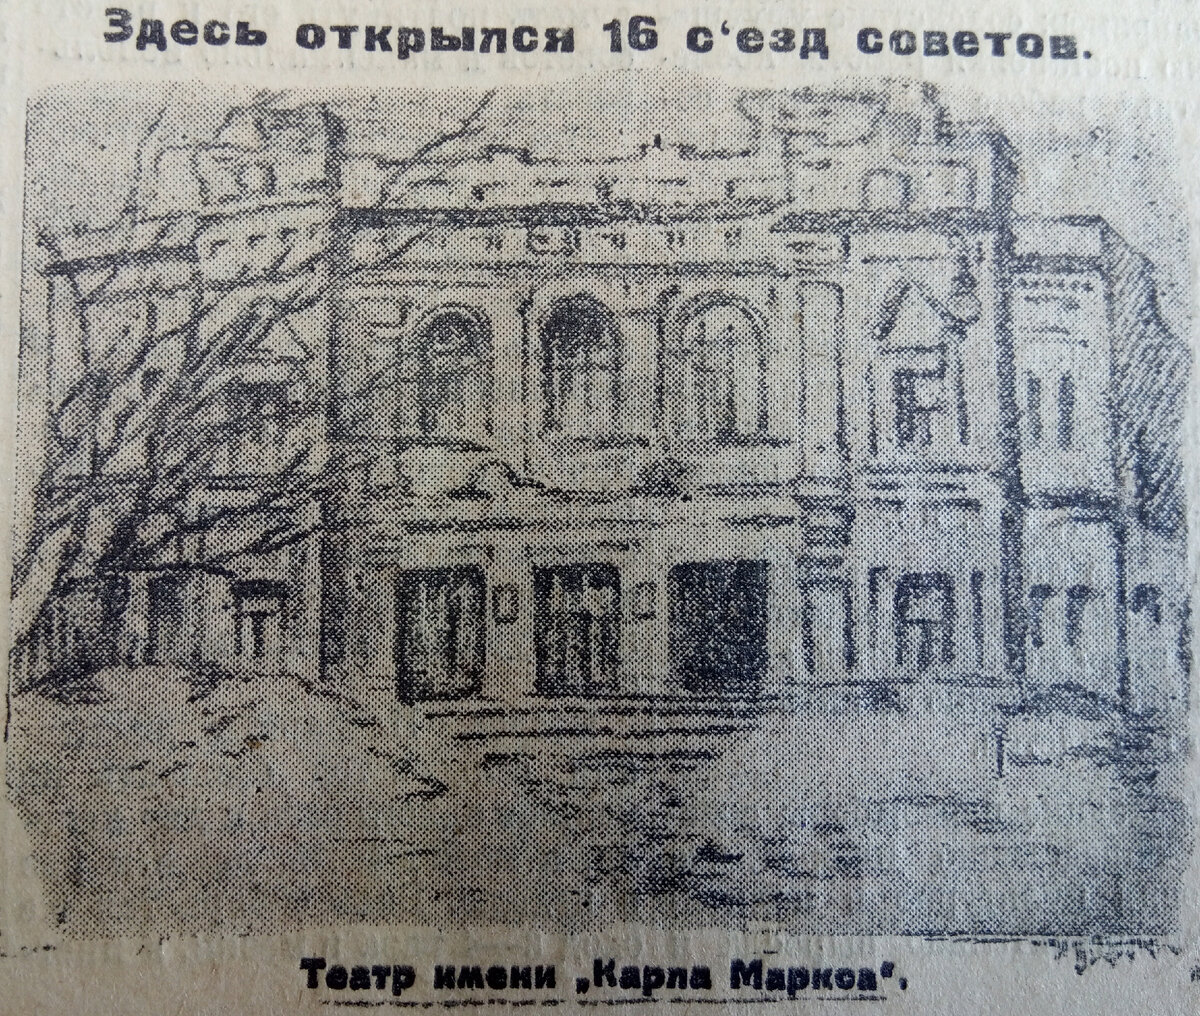 Здесь открылся 16 с‘езд советов.
Театр имени „Карла Маркса“.